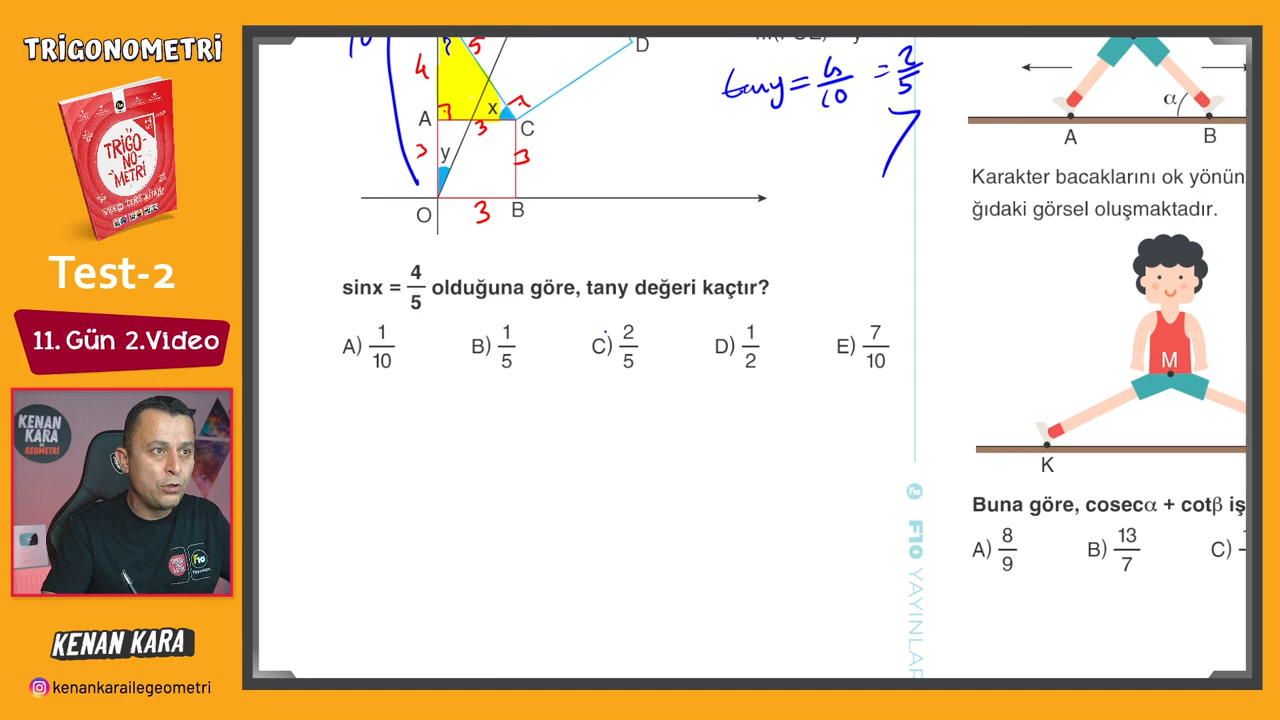 TRİGONOMETRİ
TRİGO-
NO-
METRİ
Test-2
11. Gün 2.Video
KENAN
KARA
GEOMETRİ
KENAN KARA
kenankarailegeometri
4
5
D
A
x
C
3
3
y
3
O
3
B
tany = 4/10 = 2/5
sinx = 4/5 olduğuna göre, tany değeri kaçtır?
A) 1/10 B) 1/5 C) 2/5 D) 1/2 E) 7/10
F10 YAYINLAR
α
A
B
Karakter bacaklarını ok yönün
ğıdaki görsel oluşmaktadır.
M
K
Buna göre, cosecα + cotβ iş
A) 8/9 B) 13/7 C)